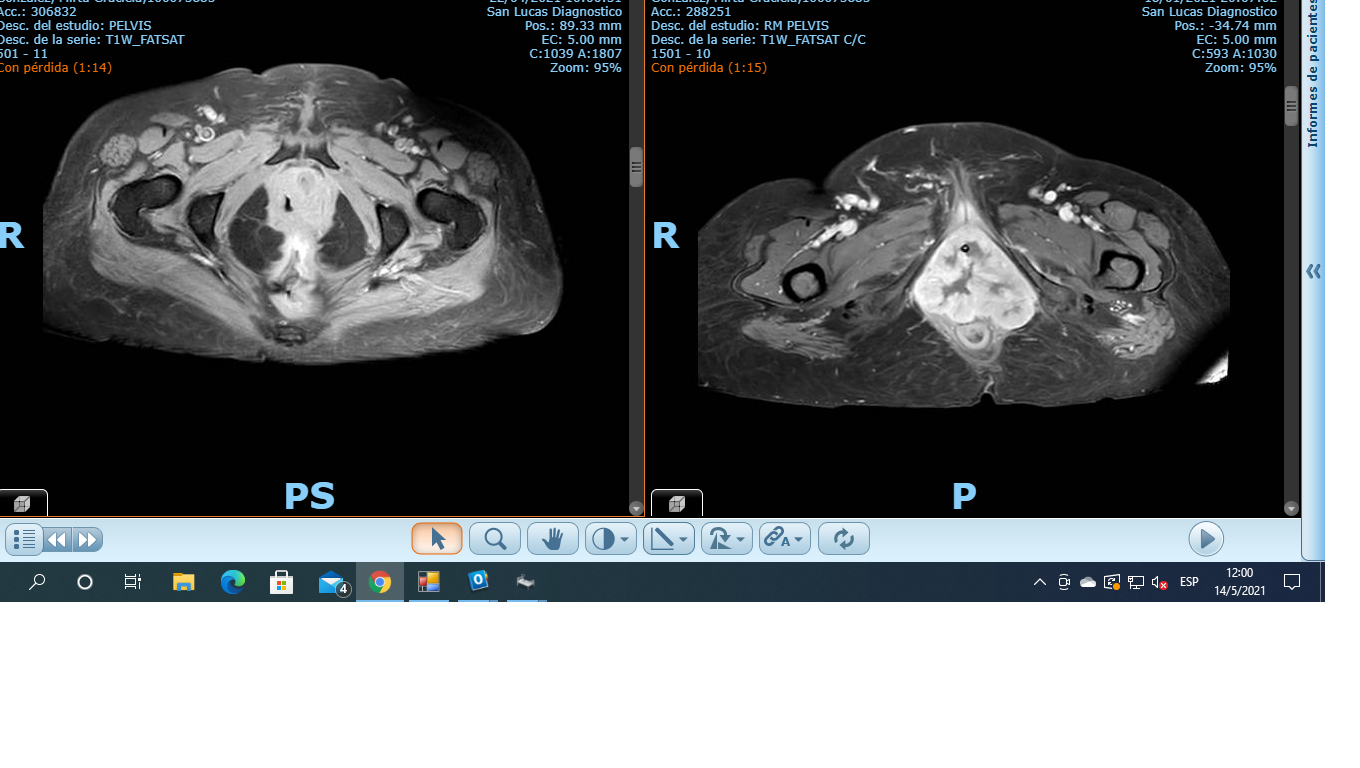 Acc.: 306832
San Lucas Diagnostico
Desc. del estudio: PELVIS
Pos.: 89.33 mm
Desc. de la serie: T1W_FATSAT
EC: 5.00 mm
501 - 11
C:1039 A:1807
Con pérdida (1:14)
Zoom: 95%
R
PS
Acc.: 288251
San Lucas Diagnostico
Desc. del estudio: RM PELVIS
Pos.: -34.74 mm
Desc. de la serie: T1W_FATSAT C/C
EC: 5.00 mm
1501 - 10
C:593 A:1030
Con pérdida (1:15)
Zoom: 95%
R
P
Informes de pacientes
A
4
O
ESP
12:00
14/5/2021